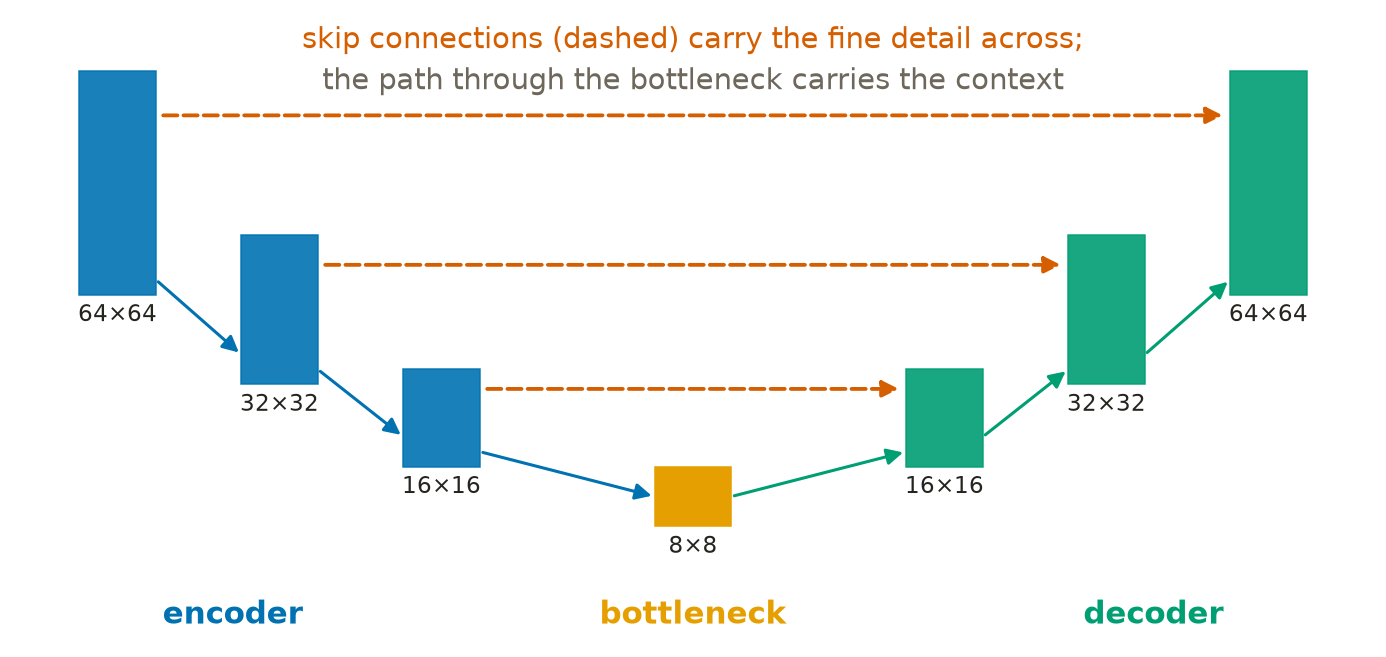 skip connections (dashed) carry the fine detail across;
the path through the bottleneck carries the context
64×64
64×64
32×32
32×32
16×16
16×16
8×8
encoder
bottleneck
decoder